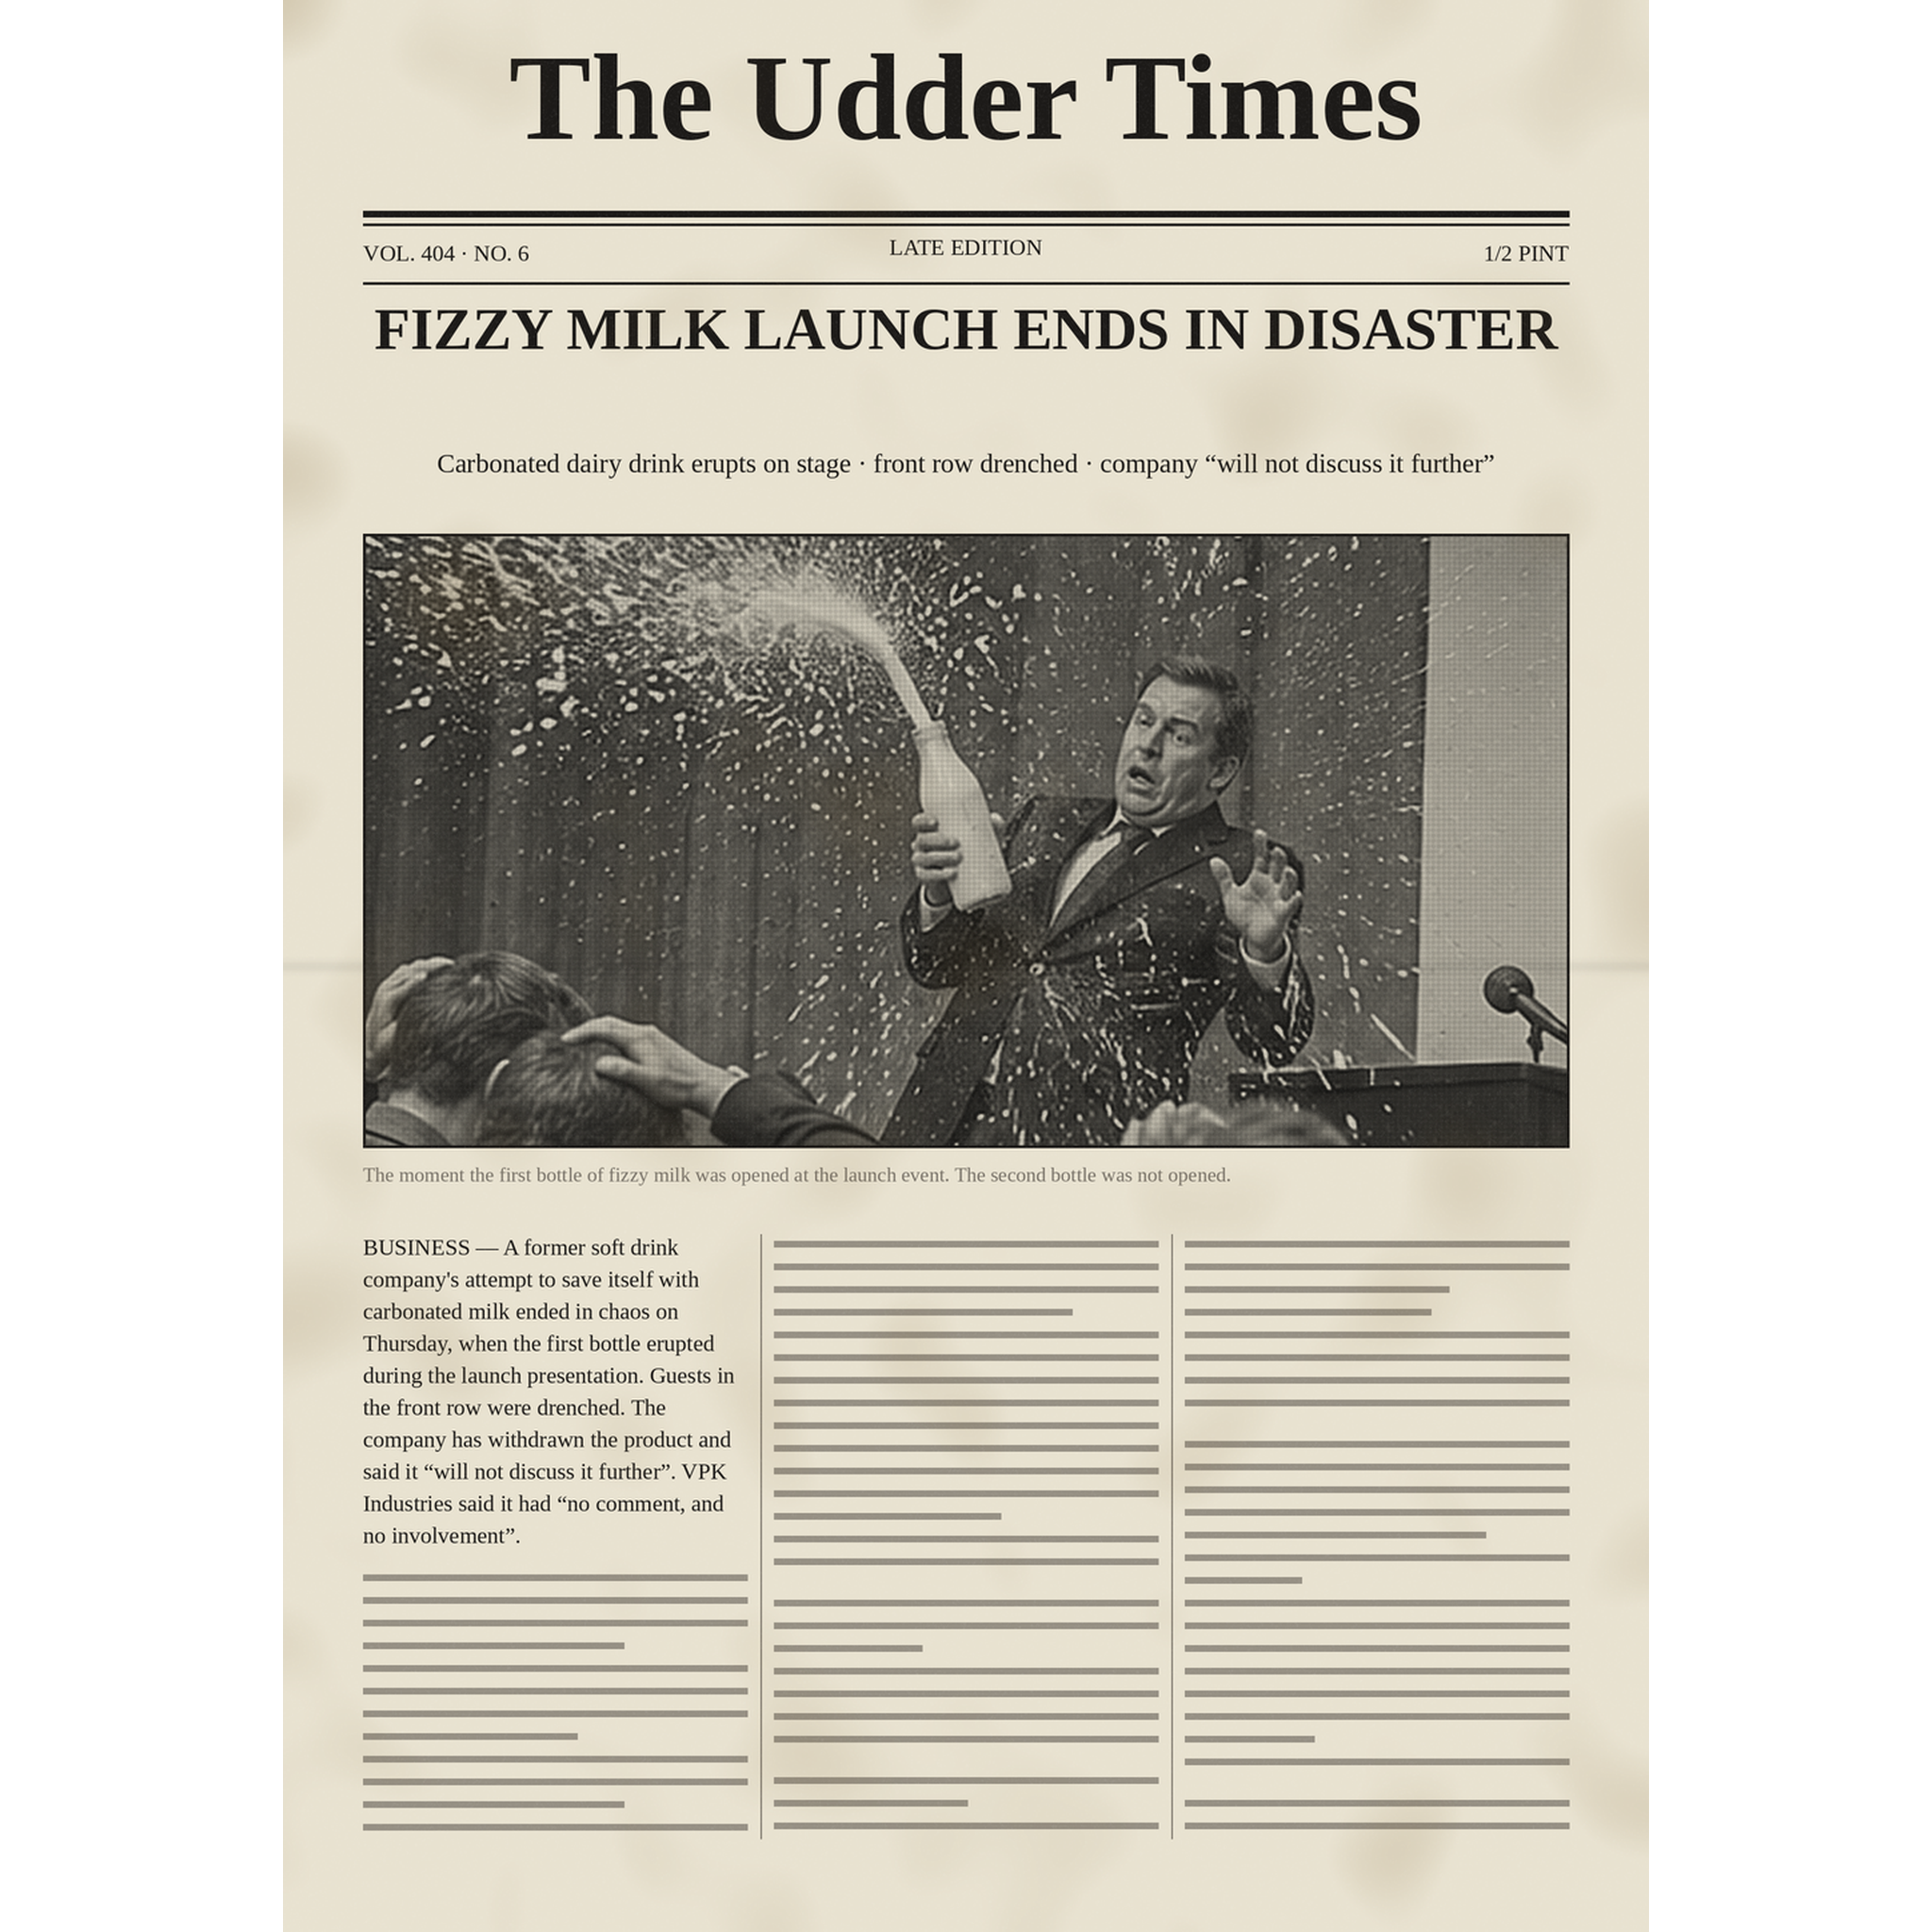 The Udder Times
VOL. 404 · NO. 6
LATE EDITION
1/2 PINT
FIZZY MILK LAUNCH ENDS IN DISASTER
Carbonated dairy drink erupts on stage · front row drenched · company “will not discuss it further”
The moment the first bottle of fizzy milk was opened at the launch event. The second bottle was not opened.
BUSINESS — A former soft drink
company's attempt to save itself with
carbonated milk ended in chaos on
Thursday, when the first bottle erupted
during the launch presentation. Guests in
the front row were drenched. The
company has withdrawn the product and
said it “will not discuss it further”. VPK
Industries said it had “no comment, and
no involvement”.